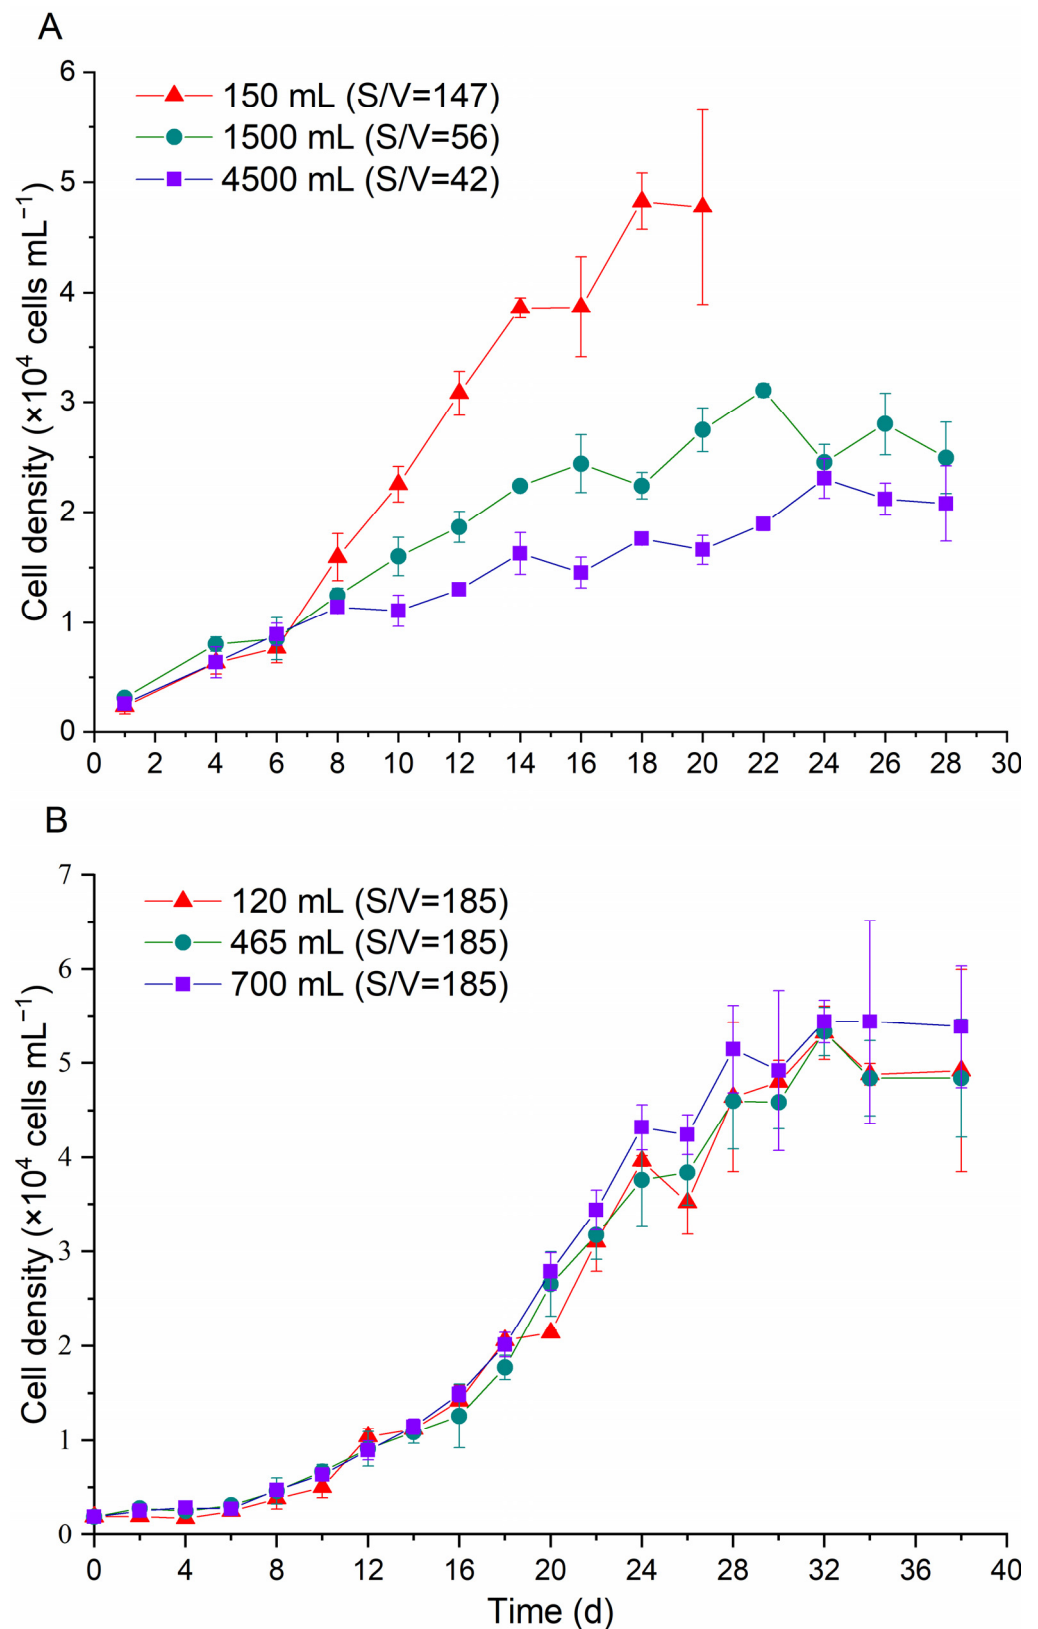 A
6
150 mL (S/V=147)
1500 mL (S/V=56)
4500 mL (S/V=42)
5
4
3
2
1
0
Cell density (×10⁴ cells mL⁻¹)
0 2 4 6 8 10 12 14 16 18 20 22 24 26 28 30
B
7
120 mL (S/V=185)
465 mL (S/V=185)
700 mL (S/V=185)
6
5
4
3
2
1
0
Cell density (×10⁴ cells mL⁻¹)
0 4 8 12 16 20 24 28 32 36 40
Time (d)